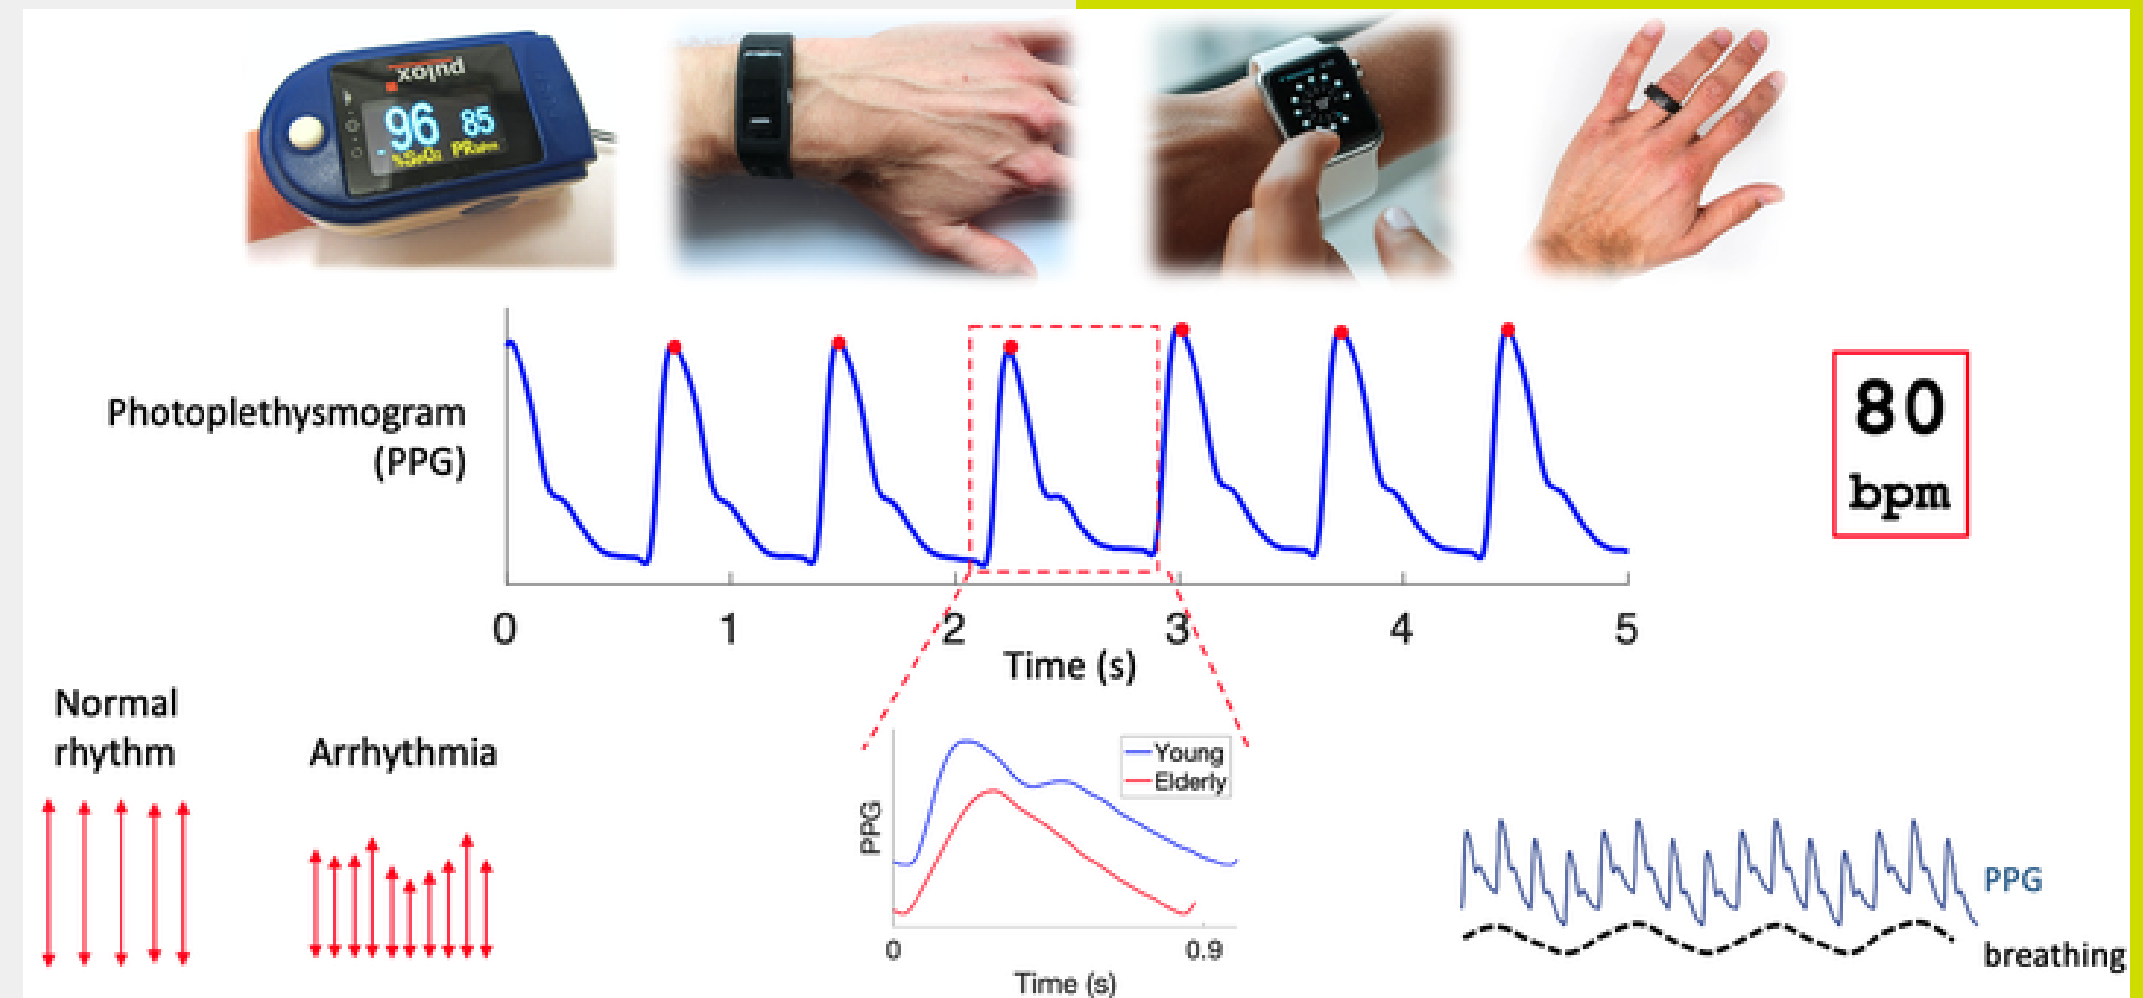 pulox
96 85
%SpO2 PRbpm
Photoplethysmogram
(PPG)
80
bpm
0 1 2 3 4 5
Time (s)
Normal
rhythm
Arrhythmia
Young
Elderly
PPG
0 0.9
Time (s)
PPG
breathing